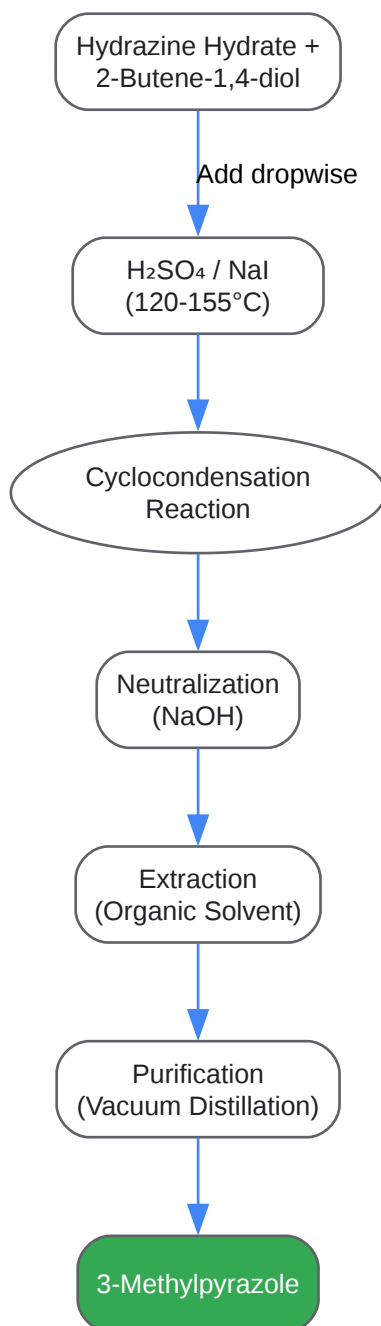 Hydrazine Hydrate +
2-Butene-1,4-diol
Add dropwise
H₂SO₄ / NaI
(120-155°C)
Cyclocondensation
Reaction
Neutralization
(NaOH)
Extraction
(Organic Solvent)
Purification
(Vacuum Distillation)
3-Methylpyrazole